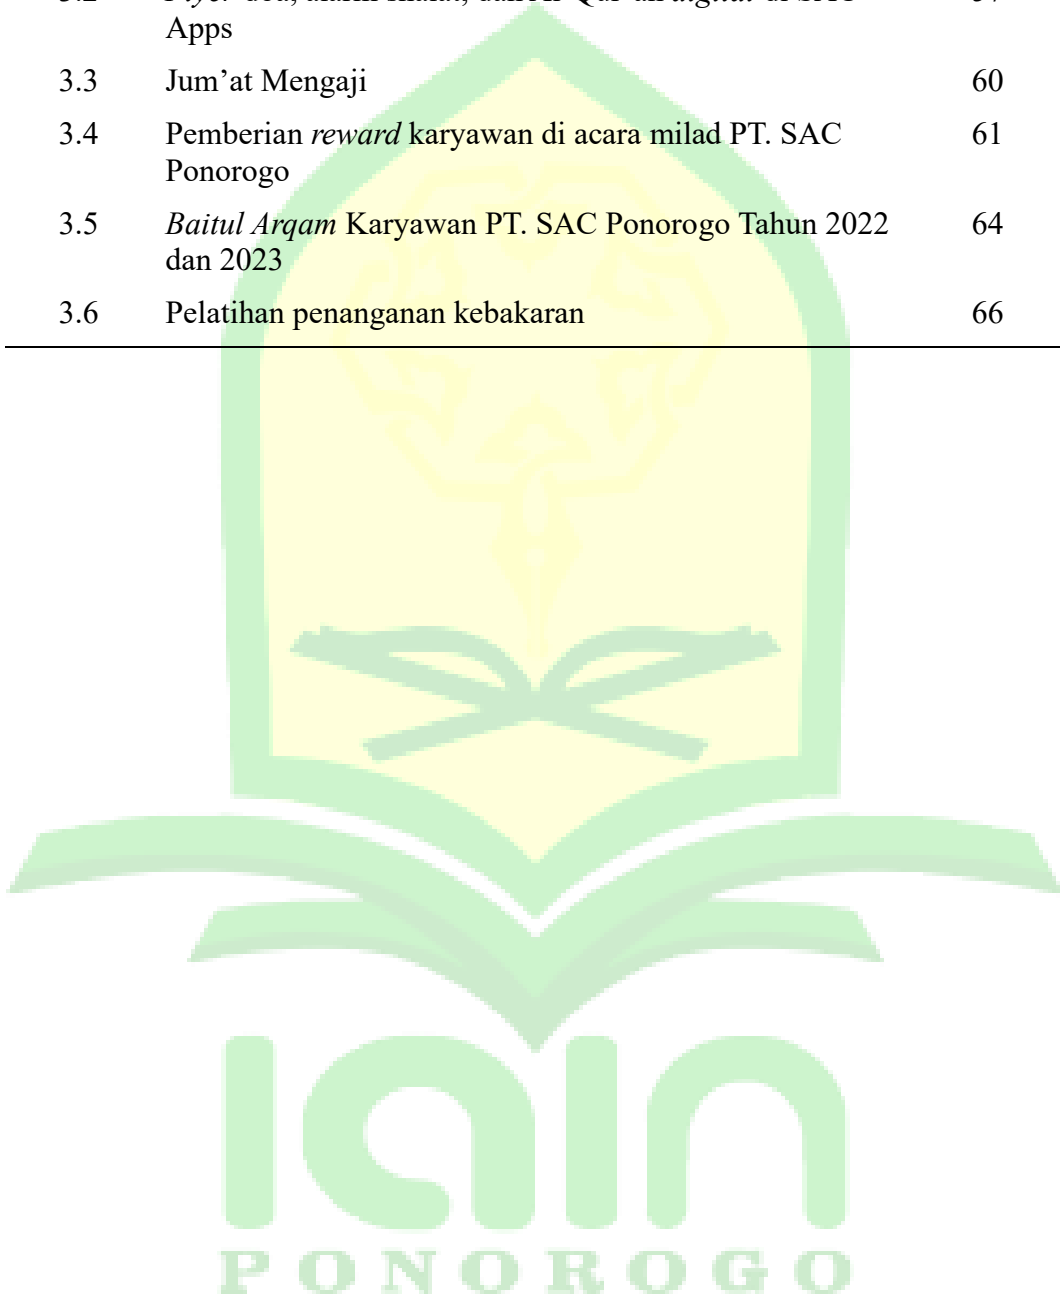 Apps
3.3 Jum’at Mengaji 60
3.4 Pemberian reward karyawan di acara milad PT. SAC 61
Ponorogo
3.5 Baitul Arqam Karyawan PT. SAC Ponorogo Tahun 2022 64
dan 2023
3.6 Pelatihan penanganan kebakaran 66
iain
PONOROGO